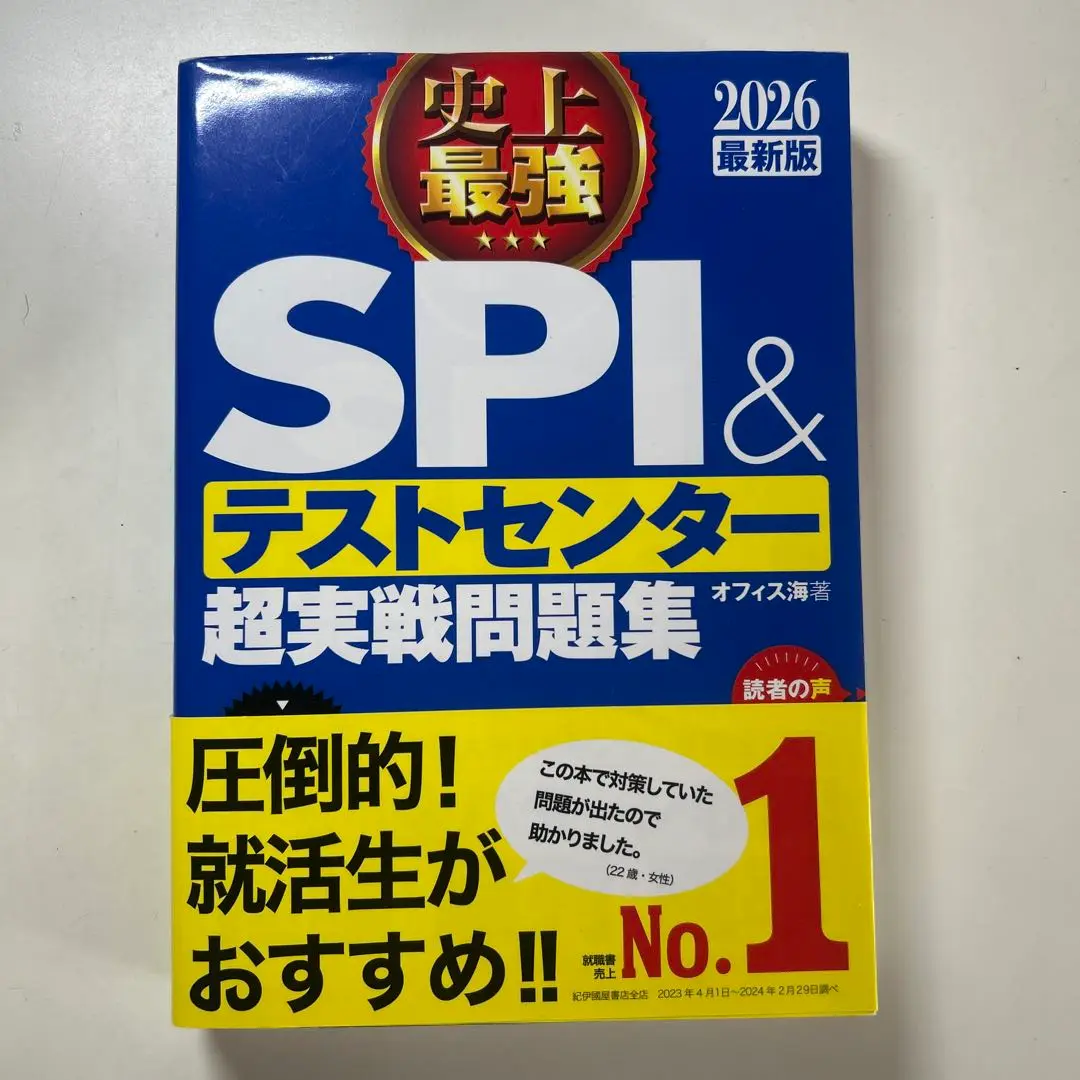 史上
最強
2026
最新版
SPI&
テストセンター
超実戦問題集
オフィス海著
読者の声
圧倒的!
就活生が
おすすめ!!
この本で対策していた
問題が出たので
助かりました。
(22歳・女性)
就職書
売上
No.1
紀伊國屋書店全店 2023年4月1日~2024年2月29日調べ